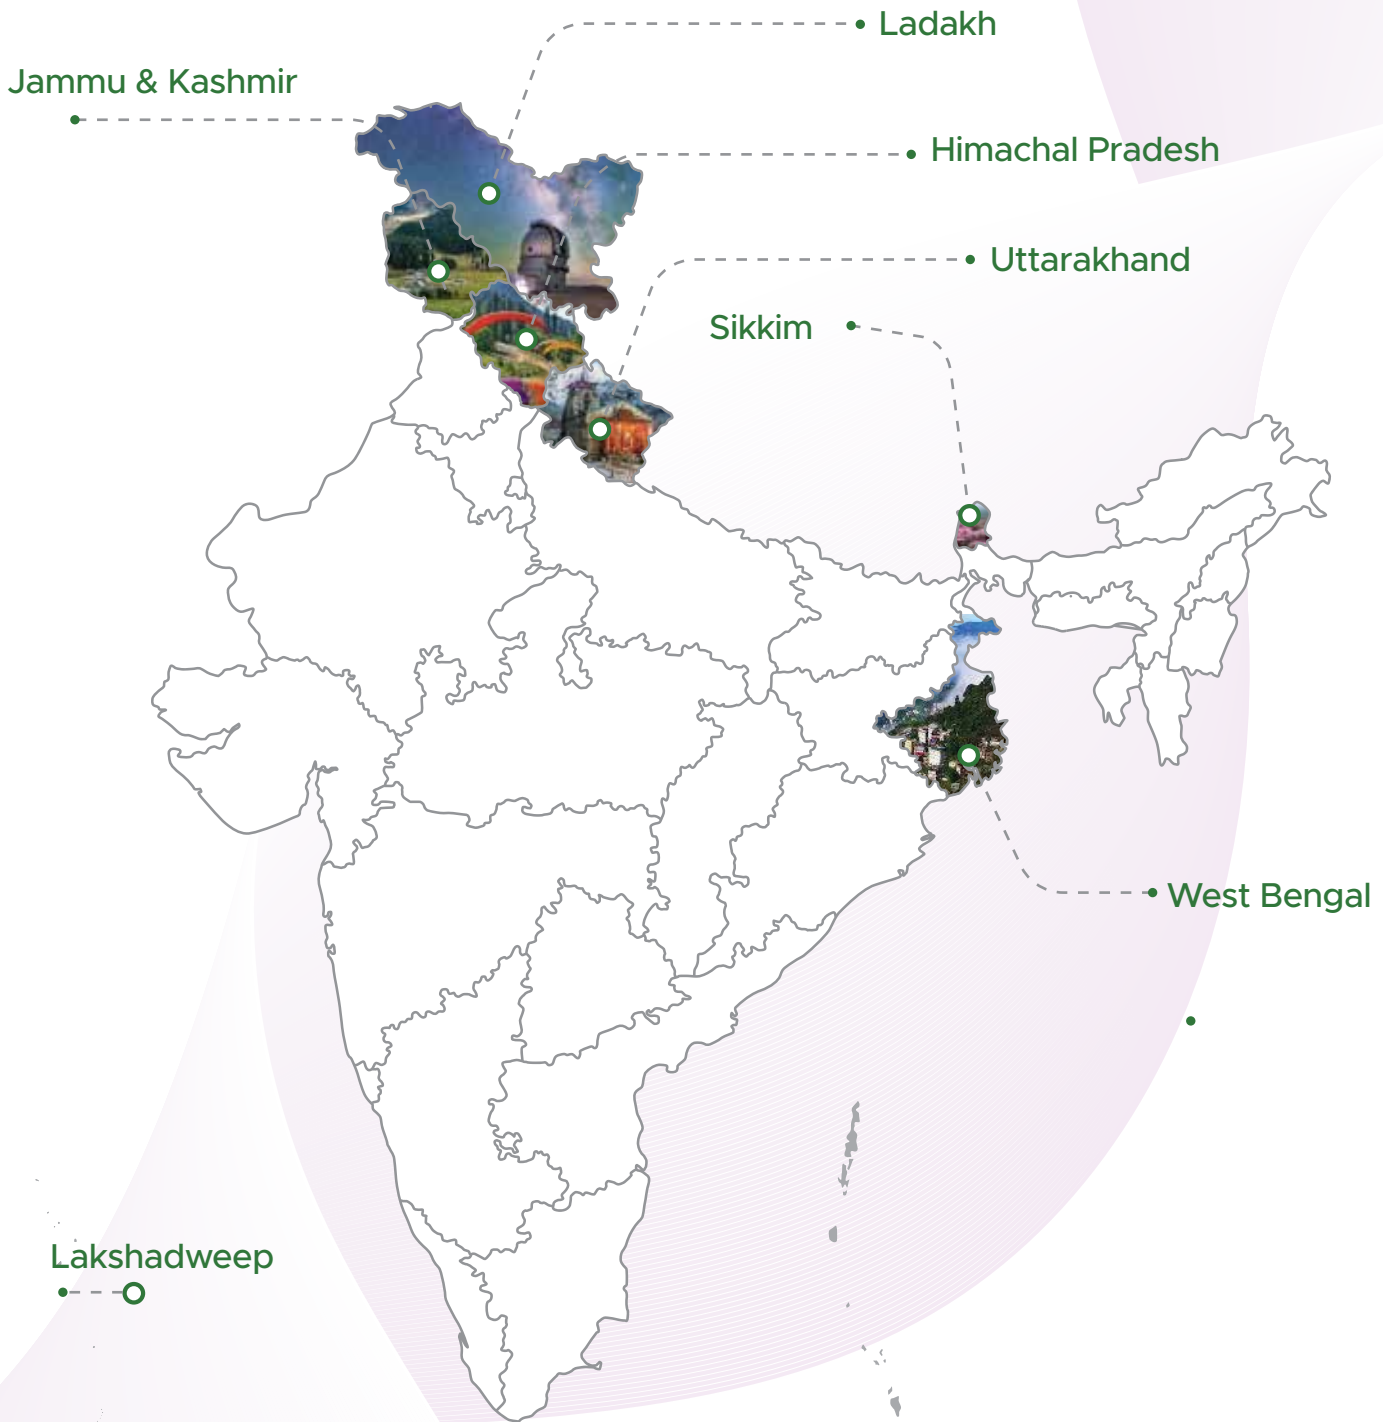 Ladakh
Jammu & Kashmir
Himachal Pradesh
Uttarakhand
Sikkim
West Bengal
Lakshadweep